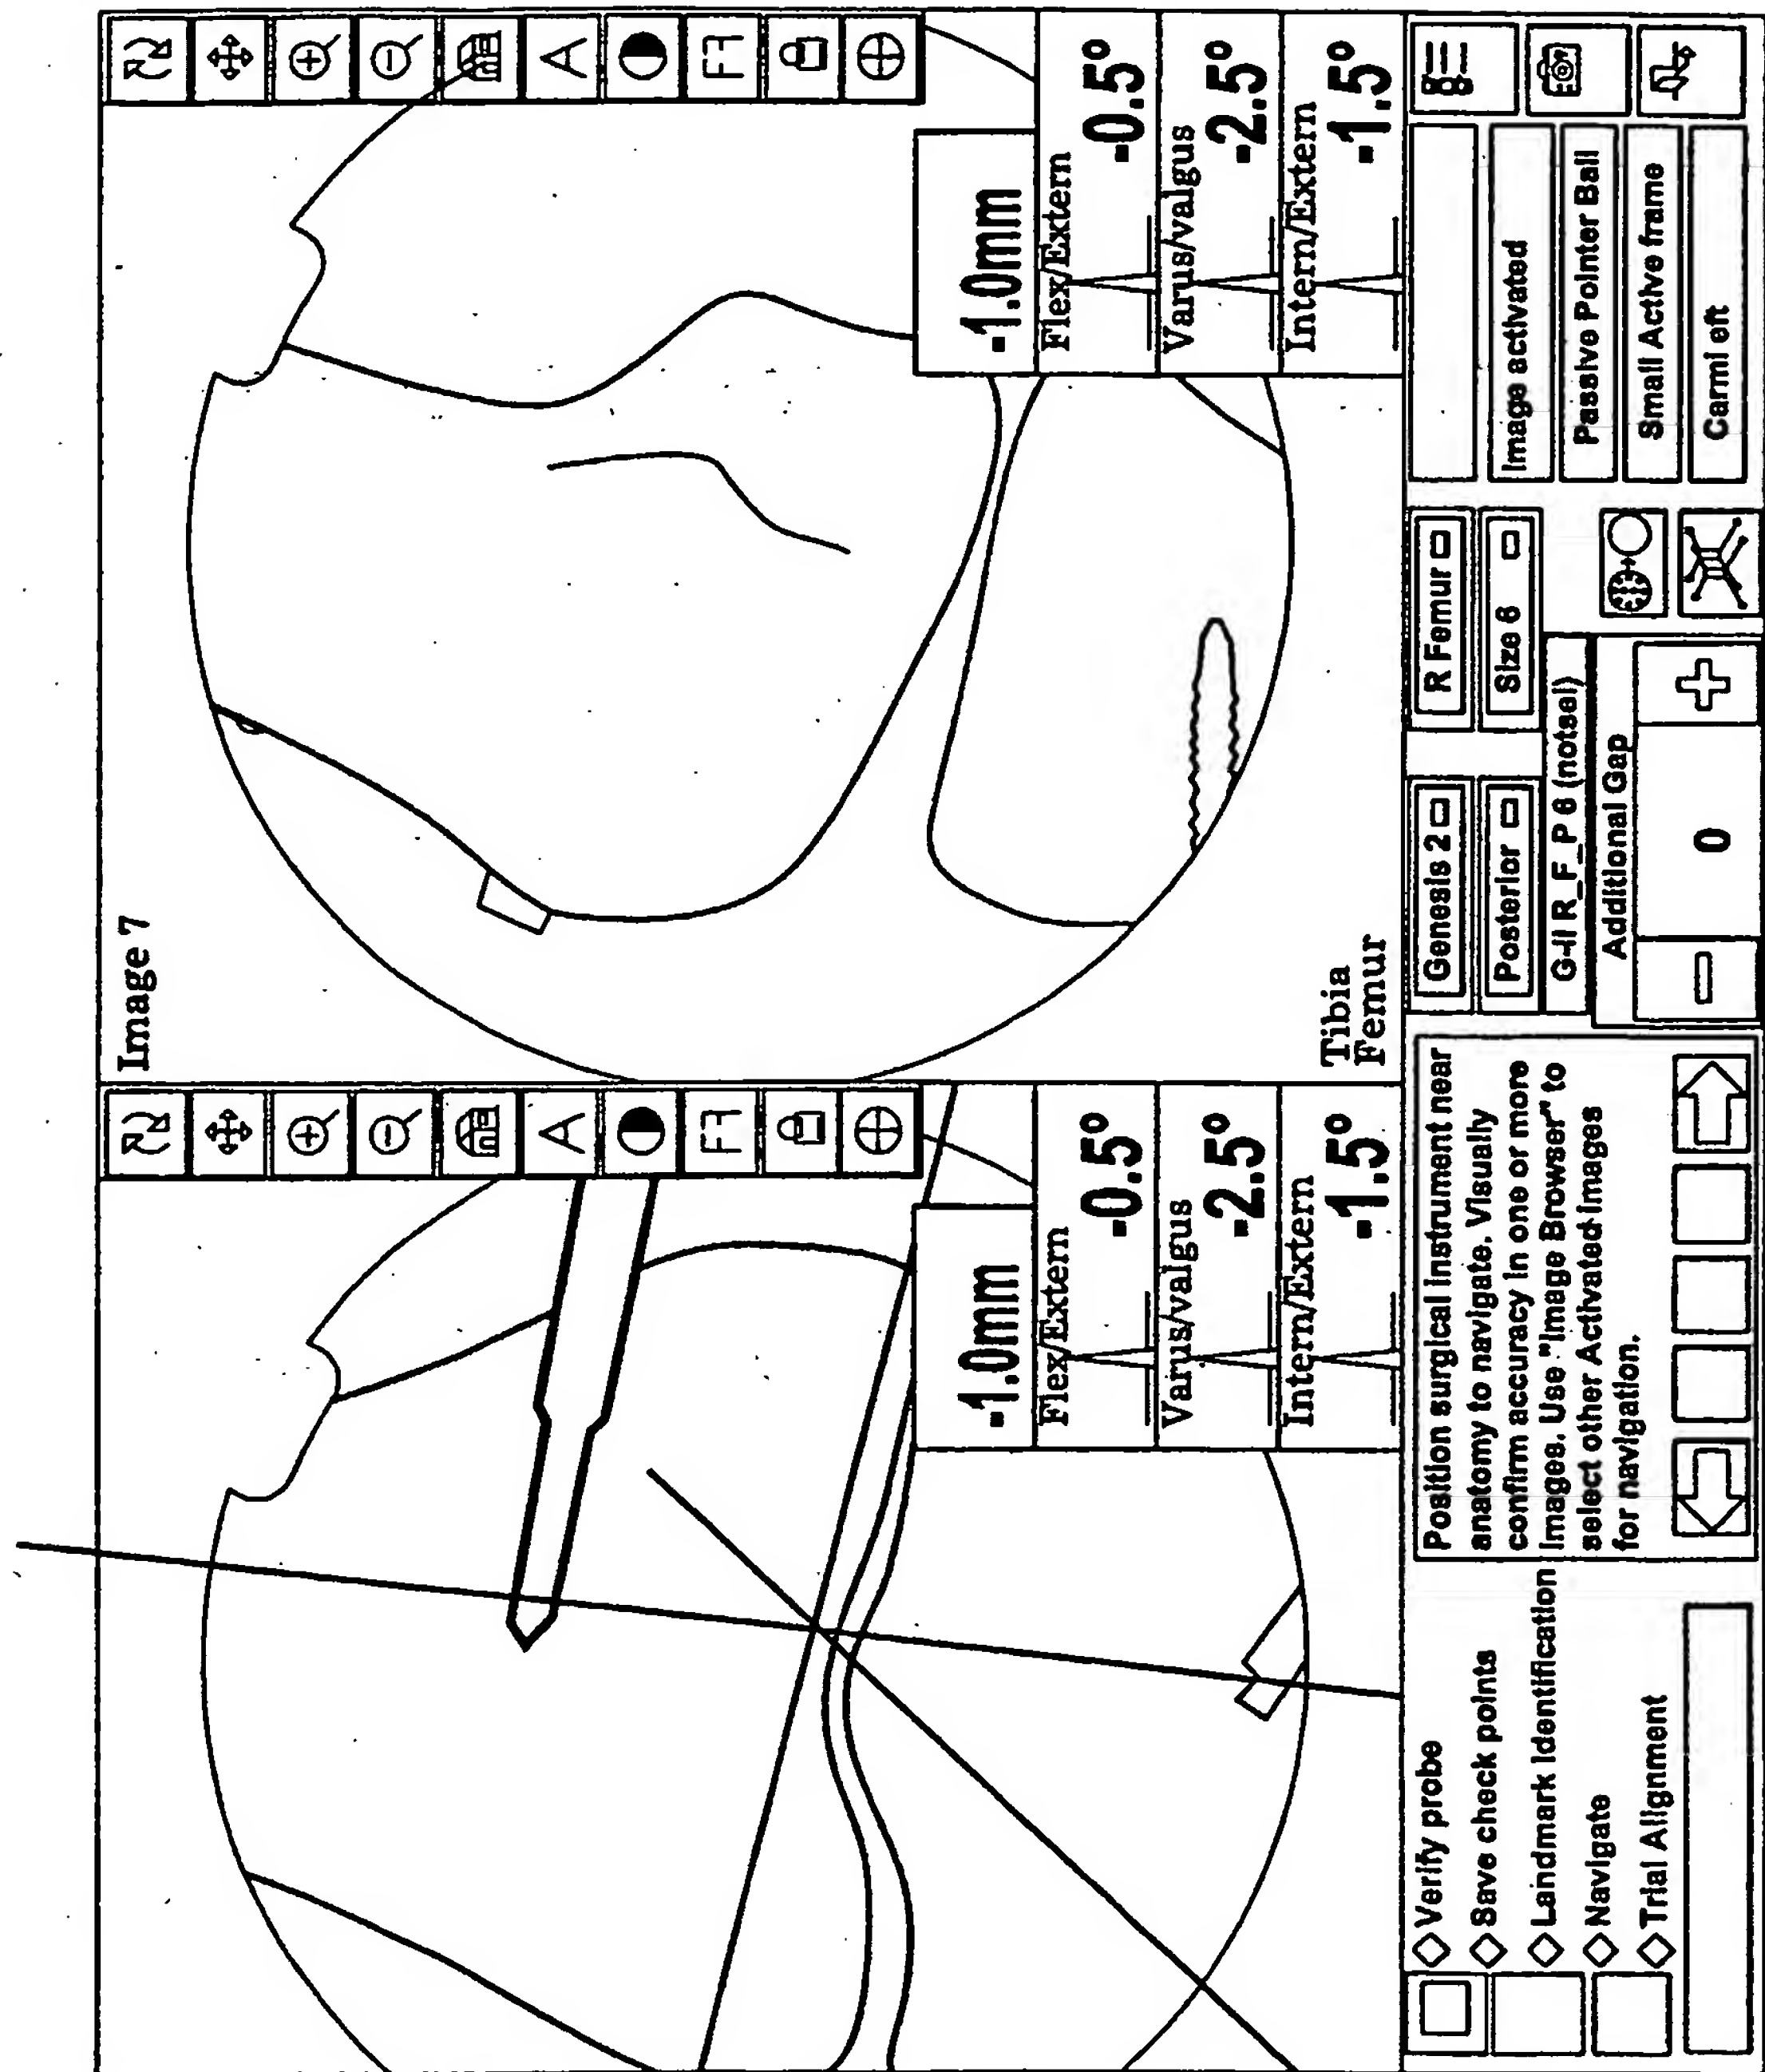 Image 7
-1.0mm
Flex/Extern
-0.5°
Varus/valgus
-2.5°
Intern/Extern
-1.5°
-1.0mm
Flex/Extern
-0.5°
Varus/valgus
-2.5°
Intern/Extern
-1.5°
Tibia
Femur
Verify probe
Save check points
Landmark Identification
Navigate
Trial Alignment
Position surgical instrument near
anatomy to navigate. Visually
confirm accuracy in one or more
images. Use "Image Browser" to
select other Activated images
for navigation.
Genesis 2
R Femur
Posterior
Size 6
G-II R_F_P 6 (notsel)
Additional Gap
0
Image activated
Passive Pointer Ball
Small Active frame